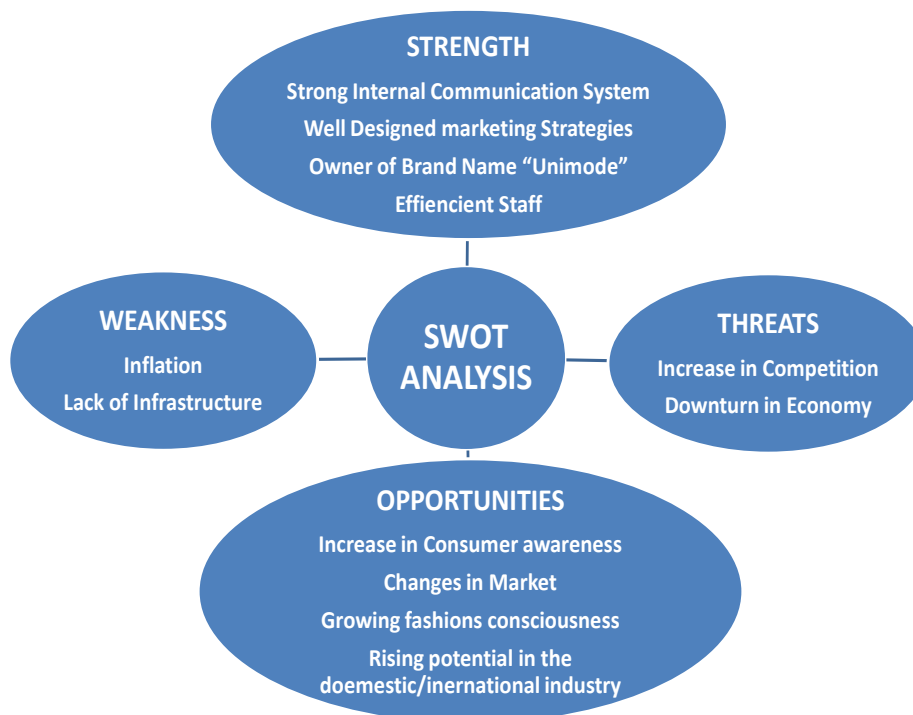 STRENGTH
Strong Internal Communication System
Well Designed marketing Strategies
Owner of Brand Name “Unimode”
Effiencient Staff
WEAKNESS
Inflation
Lack of Infrastructure
SWOT
ANALYSIS
THREATS
Increase in Competition
Downturn in Economy
OPPORTUNITIES
Increase in Consumer awareness
Changes in Market
Growing fashions consciousness
Rising potential in the
doemestic/inernational industry